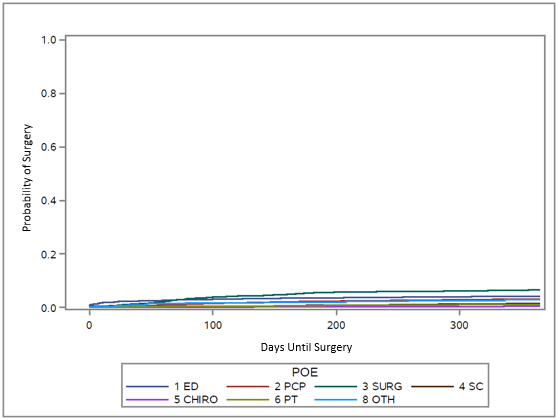 1.0
0.8
0.6
0.4
0.2
0.0
Probability of Surgery
0 100 200 300
Days Until Surgery
POE
1 ED 2 PCP 3 SURG 4 SC
5 CHIRO 6 PT 8 OTH